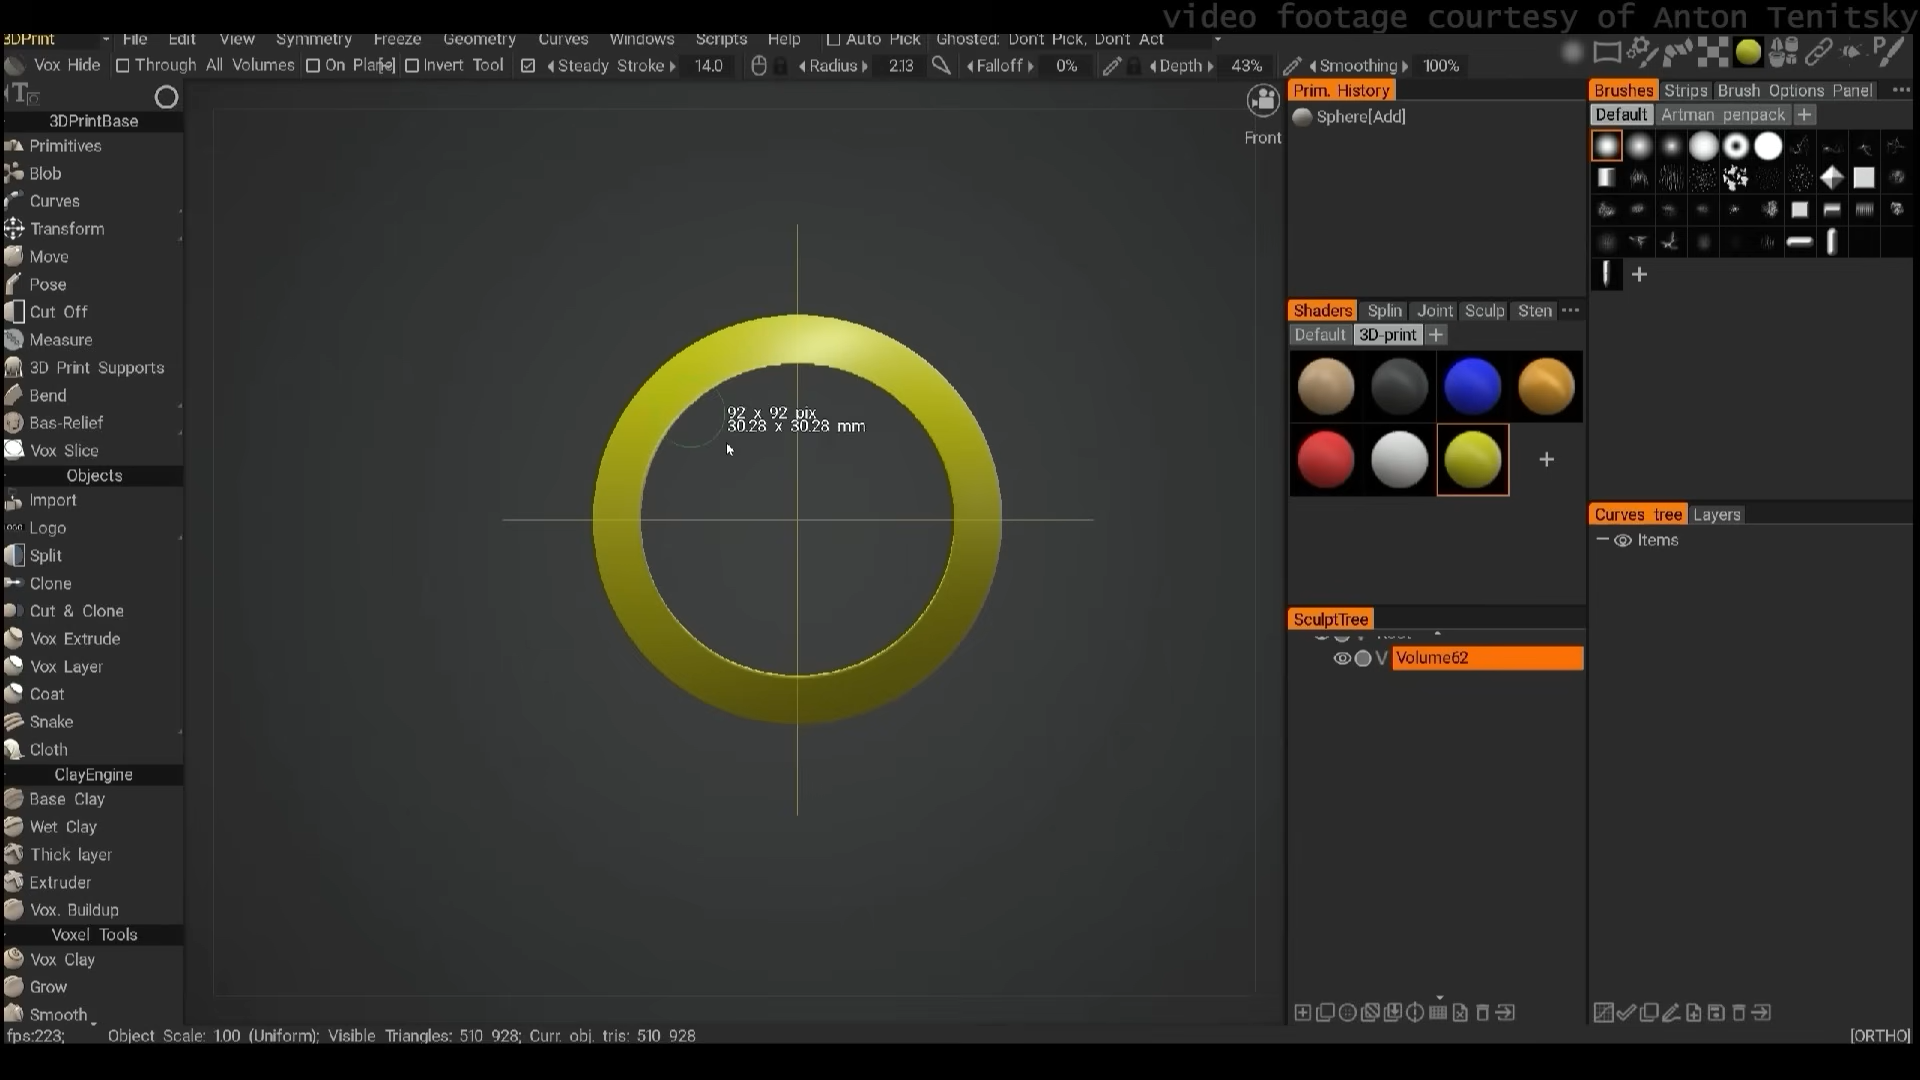 video footage courtesy of Anton Tenitsky
3DPrint File Edit View Symmetry Freeze Geometry Curves Windows Scripts Help Auto Pick Ghosted: Don't Pick, Don't Act
Vox Hide Through All Volumes On Plane Invert Tool Steady Stroke 14.0 Radius 2.13 Falloff 0% Depth 43% Smoothing 100%
3DPrintBase
Primitives
Blob
Curves
Transform
Move
Pose
Cut Off
Measure
3D Print Supports
Bend
Bas-Relief
Vox Slice
Objects
Import
Logo
Split
Clone
Cut & Clone
Vox Extrude
Vox Layer
Coat
Snake
Cloth
ClayEngine
Base Clay
Wet Clay
Thick layer
Extruder
Vox. Buildup
Voxel Tools
Vox Clay
Grow
Smooth
Front
92 x 92 pix
30.28 x 30.28 mm
Prim. History
Sphere[Add]
Shaders Splin Joint Sculp Sten
Default 3D-print +
SculptTree
V Volume62
Brushes Strips Brush Options Panel
Default Artman penpack +
Curves tree Layers
Items
fps:223; Object Scale: 1.00 (Uniform); Visible Triangles: 510 928; Curr. obj. tris: 510 928
[ORTHO]